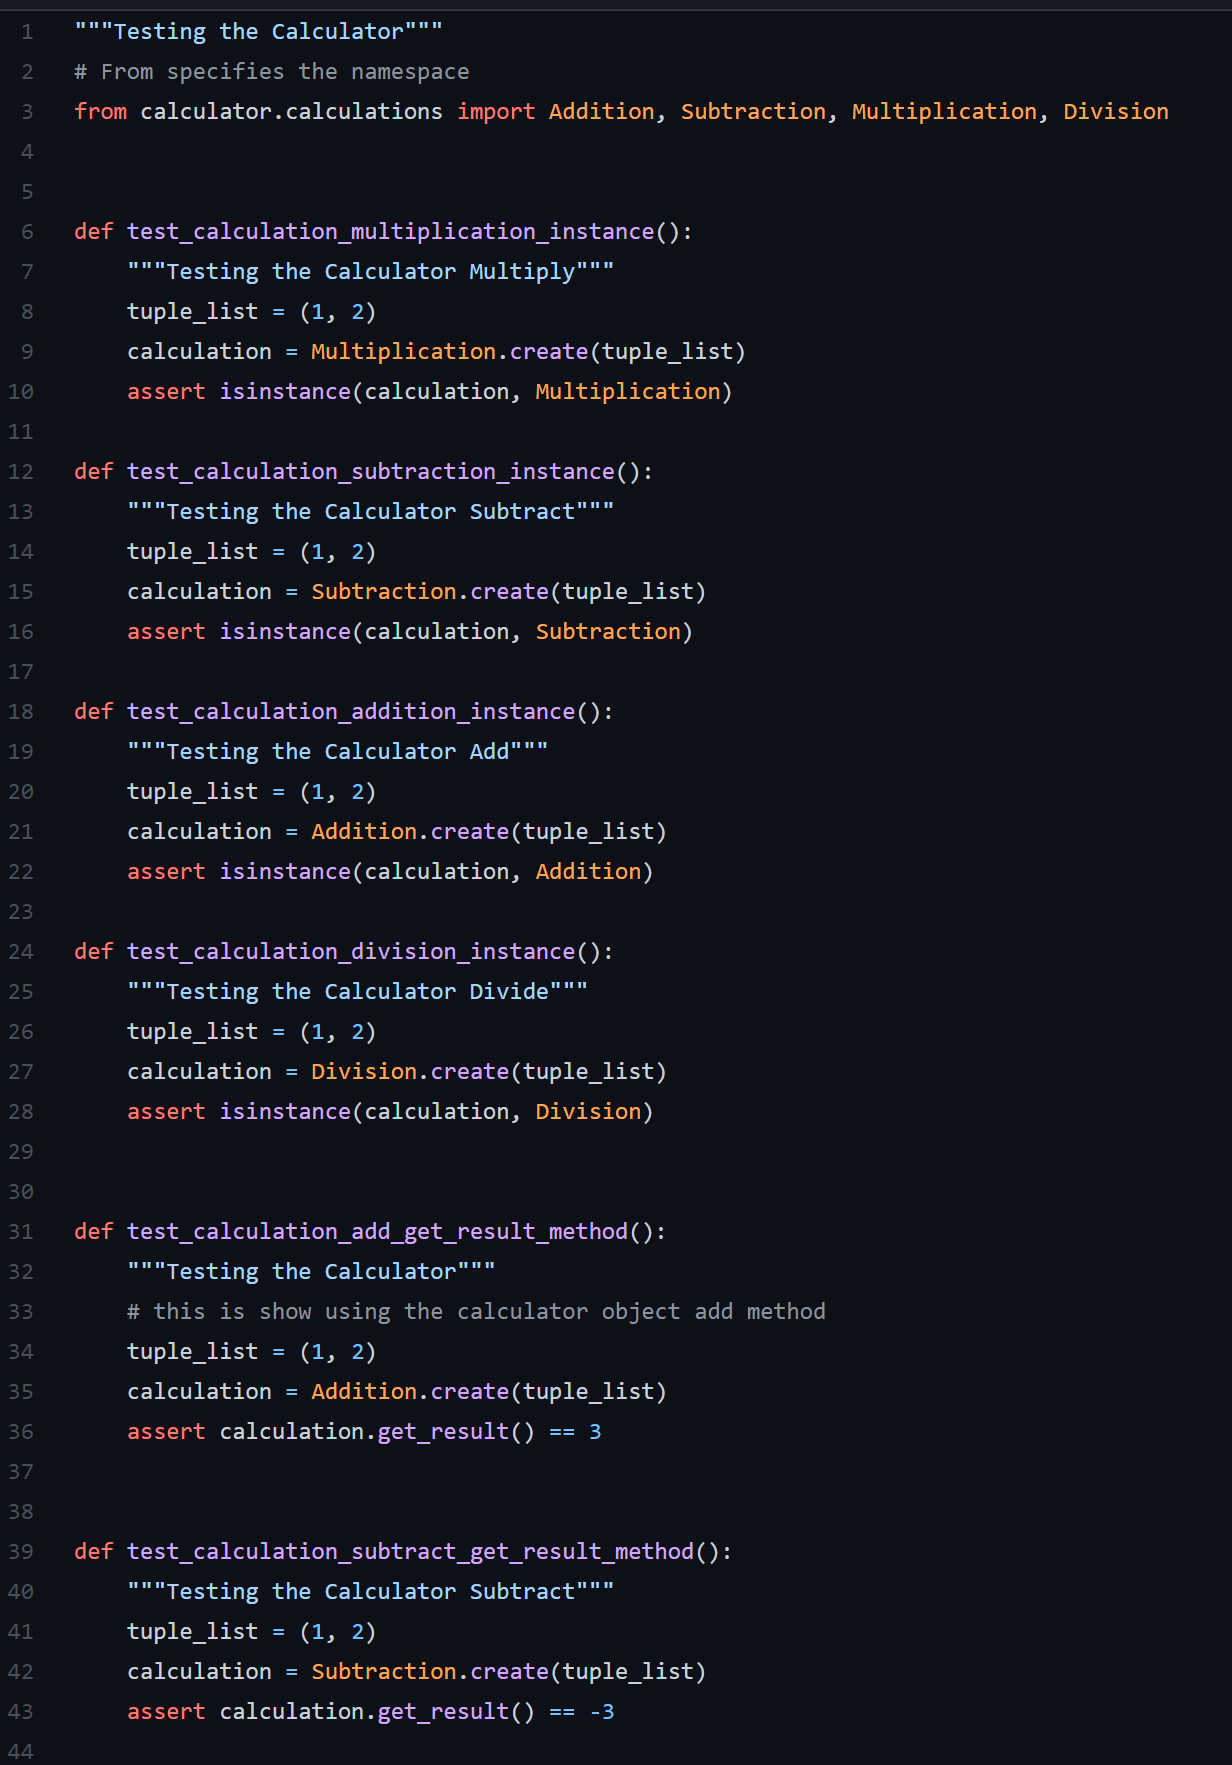 1 """Testing the Calculator"""
2 # From specifies the namespace
3 from calculator.calculations import Addition, Subtraction, Multiplication, Division
4
5
6 def test_calculation_multiplication_instance():
7     """Testing the Calculator Multiply"""
8     tuple_list = (1, 2)
9     calculation = Multiplication.create(tuple_list)
10     assert isinstance(calculation, Multiplication)
11
12 def test_calculation_subtraction_instance():
13     """Testing the Calculator Subtract"""
14     tuple_list = (1, 2)
15     calculation = Subtraction.create(tuple_list)
16     assert isinstance(calculation, Subtraction)
17
18 def test_calculation_addition_instance():
19     """Testing the Calculator Add"""
20     tuple_list = (1, 2)
21     calculation = Addition.create(tuple_list)
22     assert isinstance(calculation, Addition)
23
24 def test_calculation_division_instance():
25     """Testing the Calculator Divide"""
26     tuple_list = (1, 2)
27     calculation = Division.create(tuple_list)
28     assert isinstance(calculation, Division)
29
30
31 def test_calculation_add_get_result_method():
32     """Testing the Calculator"""
33     # this is show using the calculator object add method
34     tuple_list = (1, 2)
35     calculation = Addition.create(tuple_list)
36     assert calculation.get_result() == 3
37
38
39 def test_calculation_subtract_get_result_method():
40     """Testing the Calculator Subtract"""
41     tuple_list = (1, 2)
42     calculation = Subtraction.create(tuple_list)
43     assert calculation.get_result() == -3
44